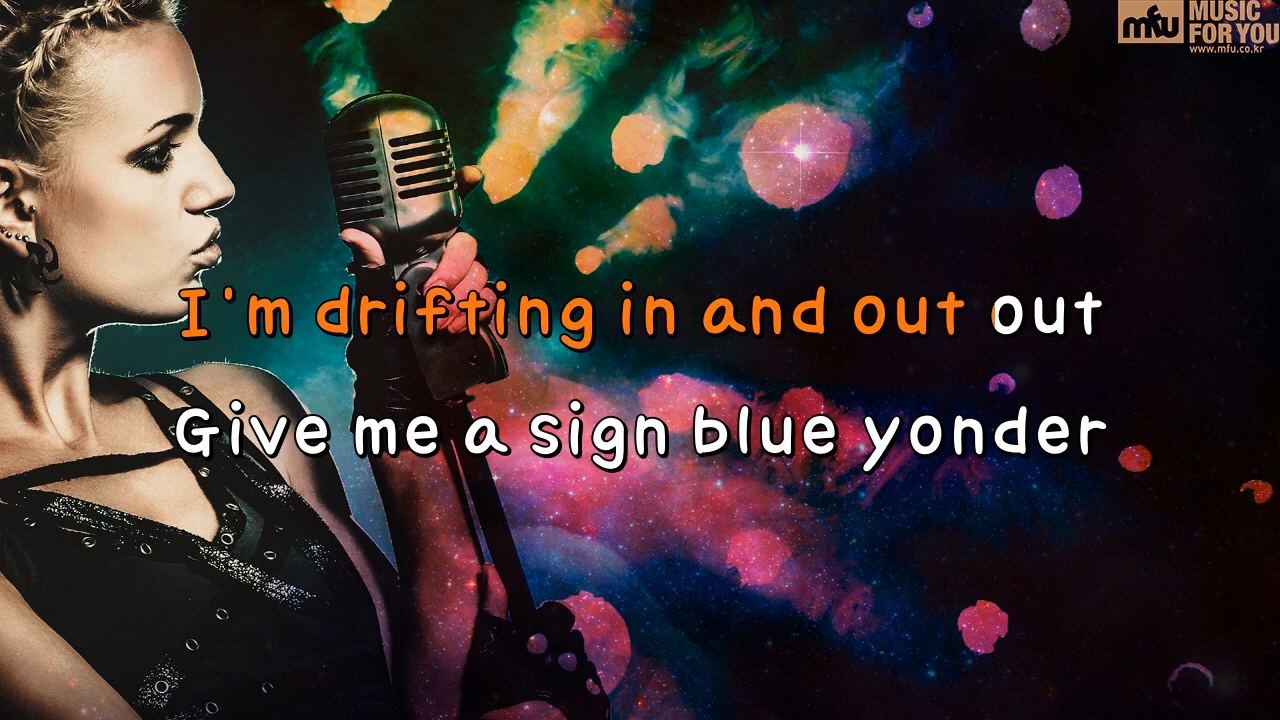 mfu MUSIC
FOR YOU
www.mfu.co.kr
I'm drifting in and out out
Give me a sign blue yonder